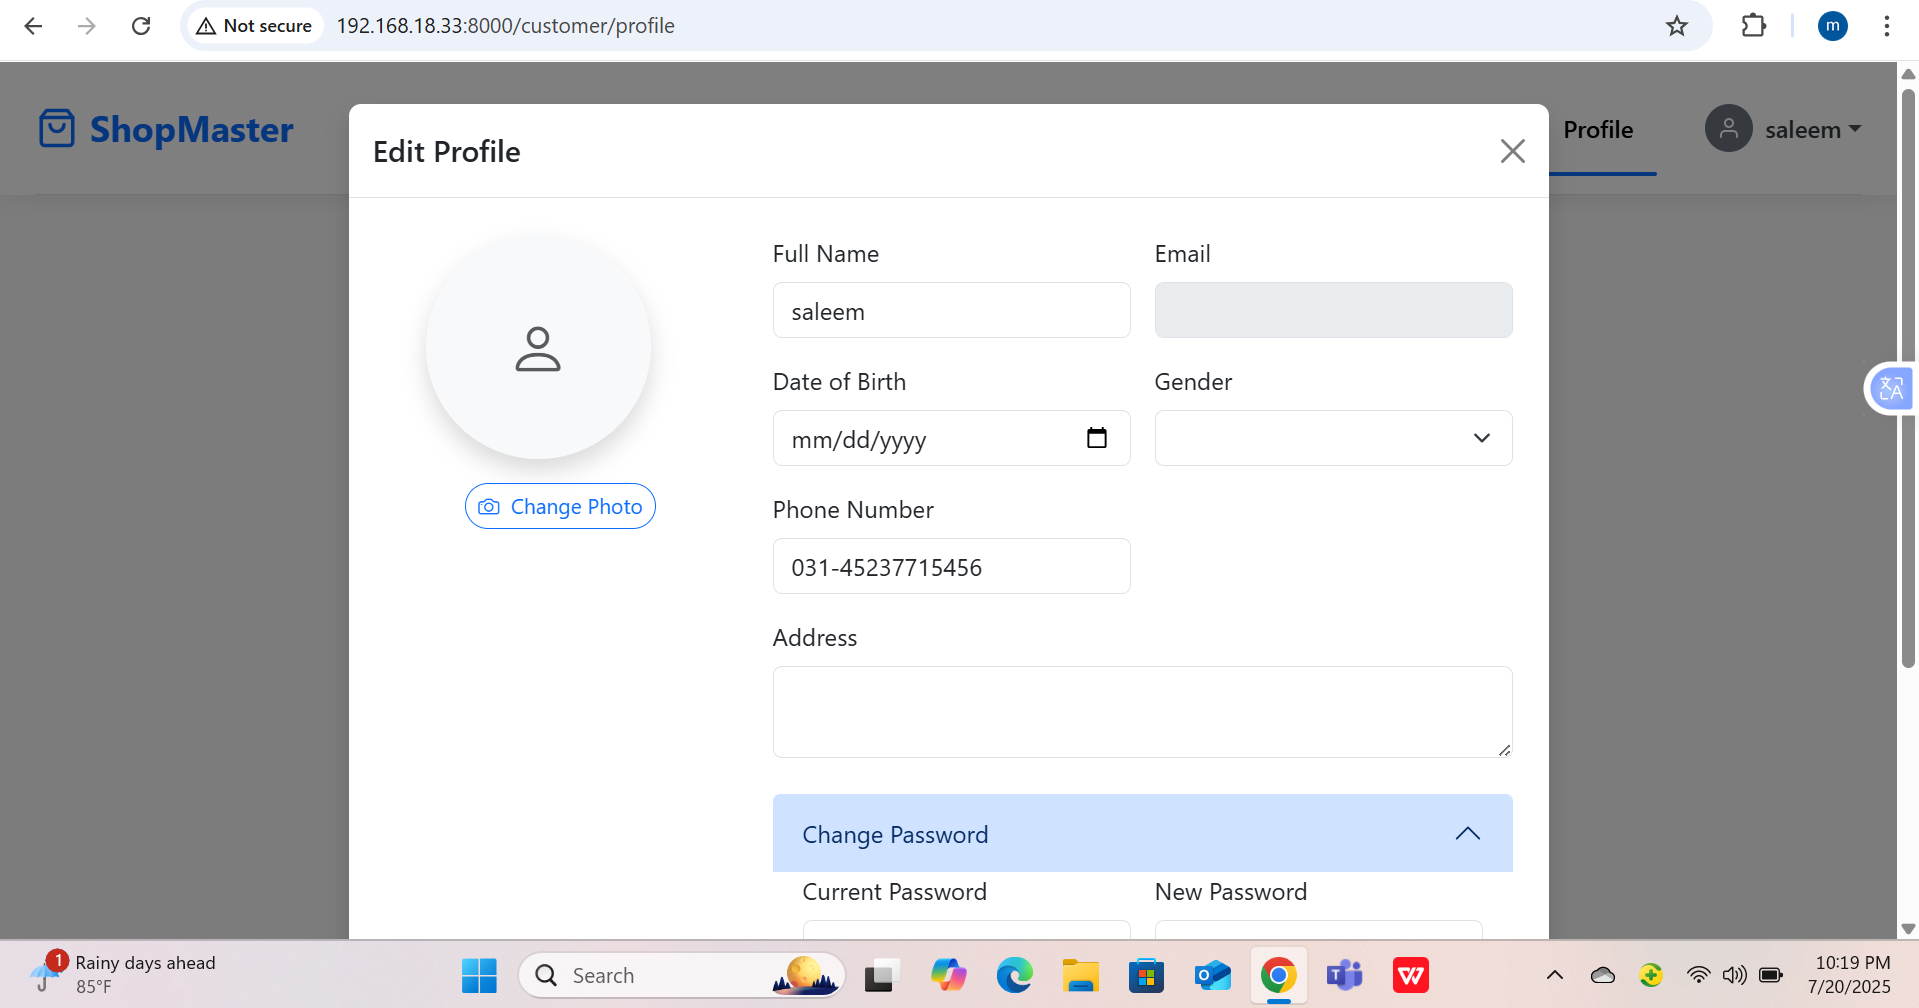 Not secure 192.168.18.33:8000/customer/profile m
ShopMaster
Edit Profile
Profile
saleem
Full Name
Email
saleem
Date of Birth
Gender
mm/dd/yyyy
Change Photo
Phone Number
031-45237715456
Address
Change Password
Current Password
New Password
1
Rainy days ahead
85°F
Search
10:19 PM
7/20/2025